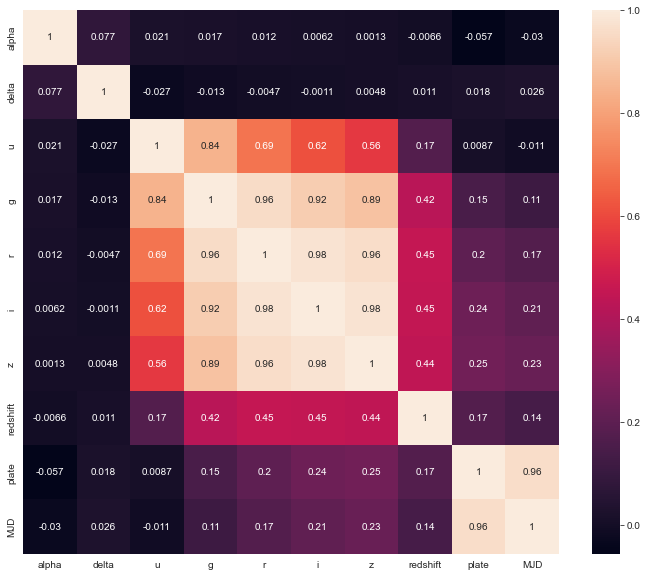 alpha 1 0.077 0.021 0.017 0.012 0.0062 0.0013 -0.0066 -0.057 -0.03
delta 0.077 1 -0.027 -0.013 -0.0047 -0.0011 0.0048 0.011 0.018 0.026
u 0.021 -0.027 1 0.84 0.69 0.62 0.56 0.17 0.0087 -0.011
g 0.017 -0.013 0.84 1 0.96 0.92 0.89 0.42 0.15 0.11
r 0.012 -0.0047 0.69 0.96 1 0.98 0.96 0.45 0.2 0.17
i 0.0062 -0.0011 0.62 0.92 0.98 1 0.98 0.45 0.24 0.21
z 0.0013 0.0048 0.56 0.89 0.96 0.98 1 0.44 0.25 0.23
redshift -0.0066 0.011 0.17 0.42 0.45 0.45 0.44 1 0.17 0.14
plate -0.057 0.018 0.0087 0.15 0.2 0.24 0.25 0.17 1 0.96
MJD -0.03 0.026 -0.011 0.11 0.17 0.21 0.23 0.14 0.96 1
alpha delta u g r i z redshift plate MJD
1.0
0.8
0.6
0.4
0.2
0.0